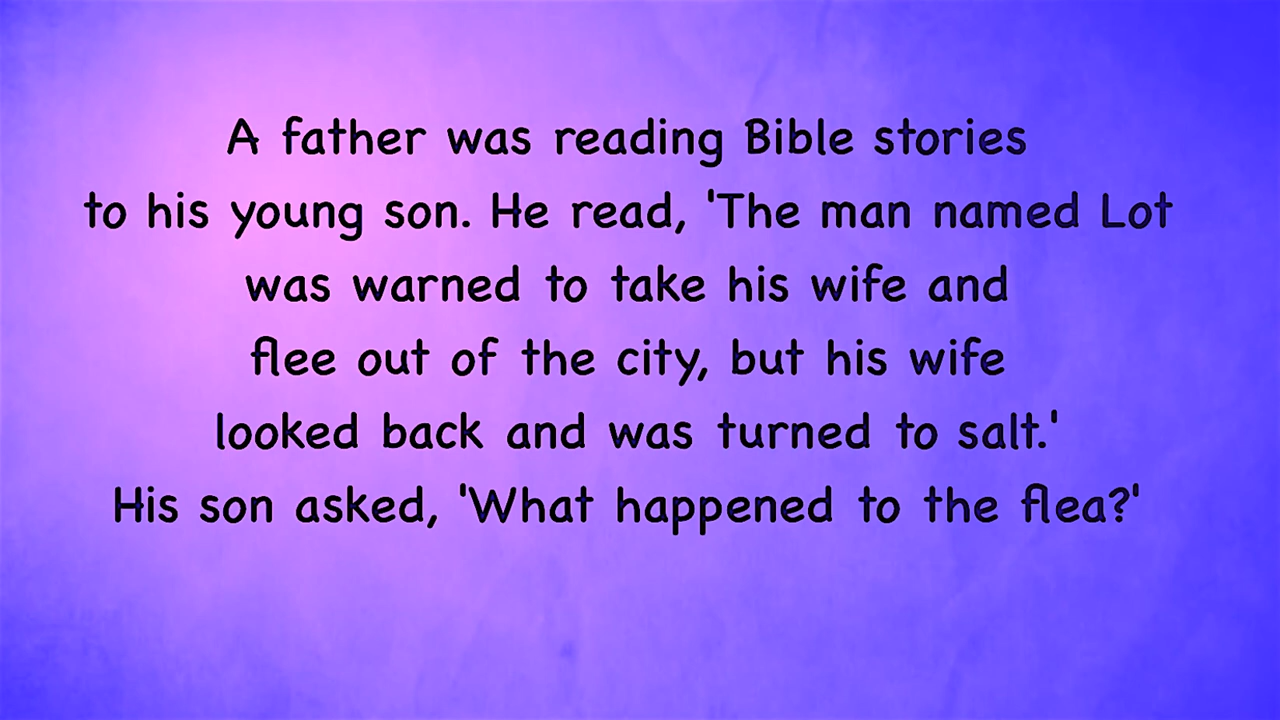 A father was reading Bible stories
to his young son. He read, 'The man named Lot
was warned to take his wife and
flee out of the city, but his wife
looked back and was turned to salt.'
His son asked, 'What happened to the flea?'